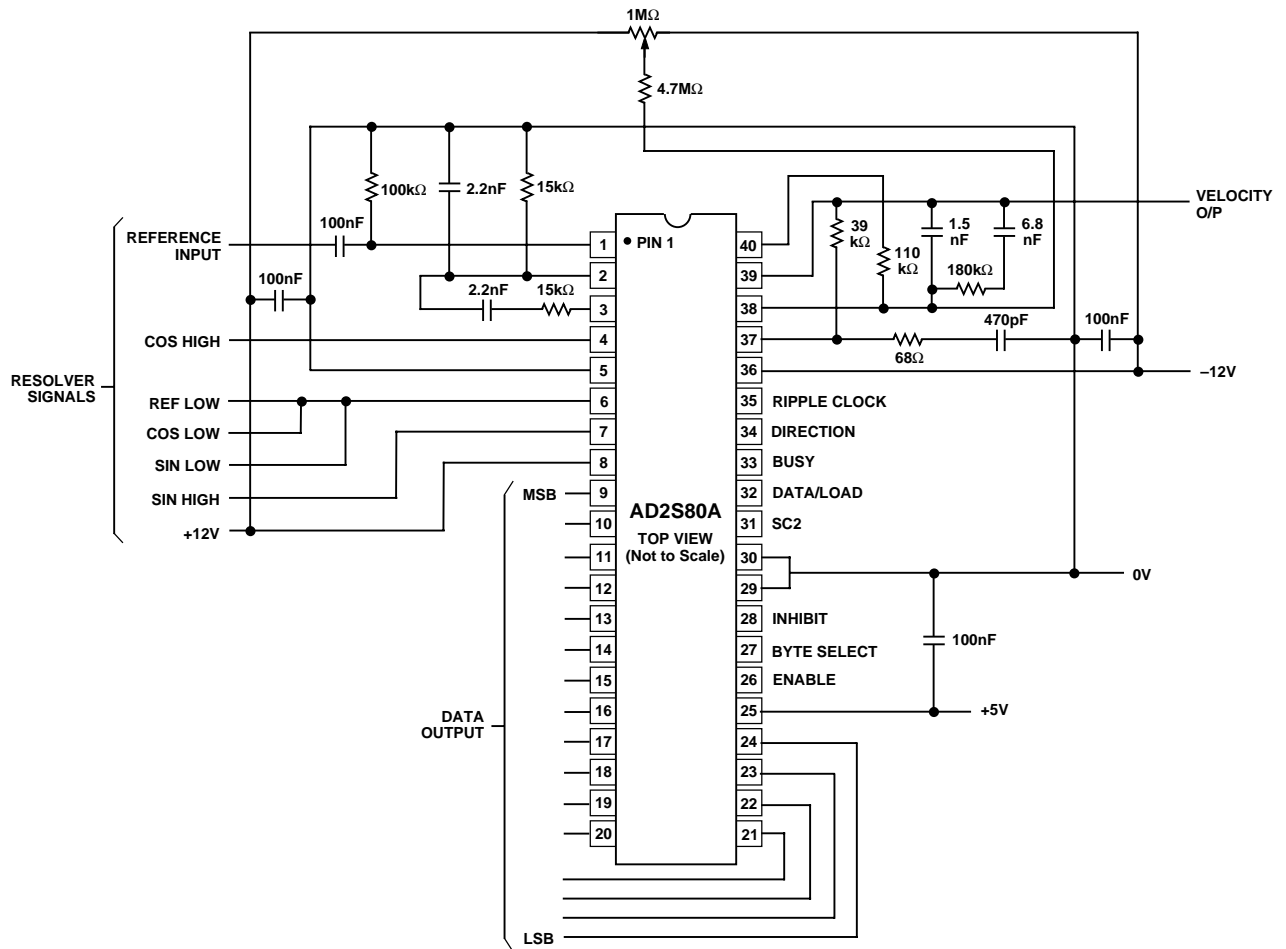 1MΩ
4.7MΩ
100kΩ
2.2nF
15kΩ
100nF
REFERENCE
INPUT
100nF
2.2nF
15kΩ
COS HIGH
RESOLVER
SIGNALS
REF LOW
COS LOW
SIN LOW
SIN HIGH
+12V
MSB
DATA
OUTPUT
LSB
1
2
3
4
5
6
7
8
9
10
11
12
13
14
15
16
17
18
19
20
PIN 1
AD2S80A
TOP VIEW
(Not to Scale)
40
39
38
37
36
35
34
33
32
31
30
29
28
27
26
25
24
23
22
21
39
kΩ
110
kΩ
1.5
nF
6.8
nF
180kΩ
VELOCITY
O/P
68Ω
470pF
100nF
–12V
RIPPLE CLOCK
DIRECTION
BUSY
DATA/LOAD
SC2
0V
INHIBIT
100nF
BYTE SELECT
ENABLE
+5V